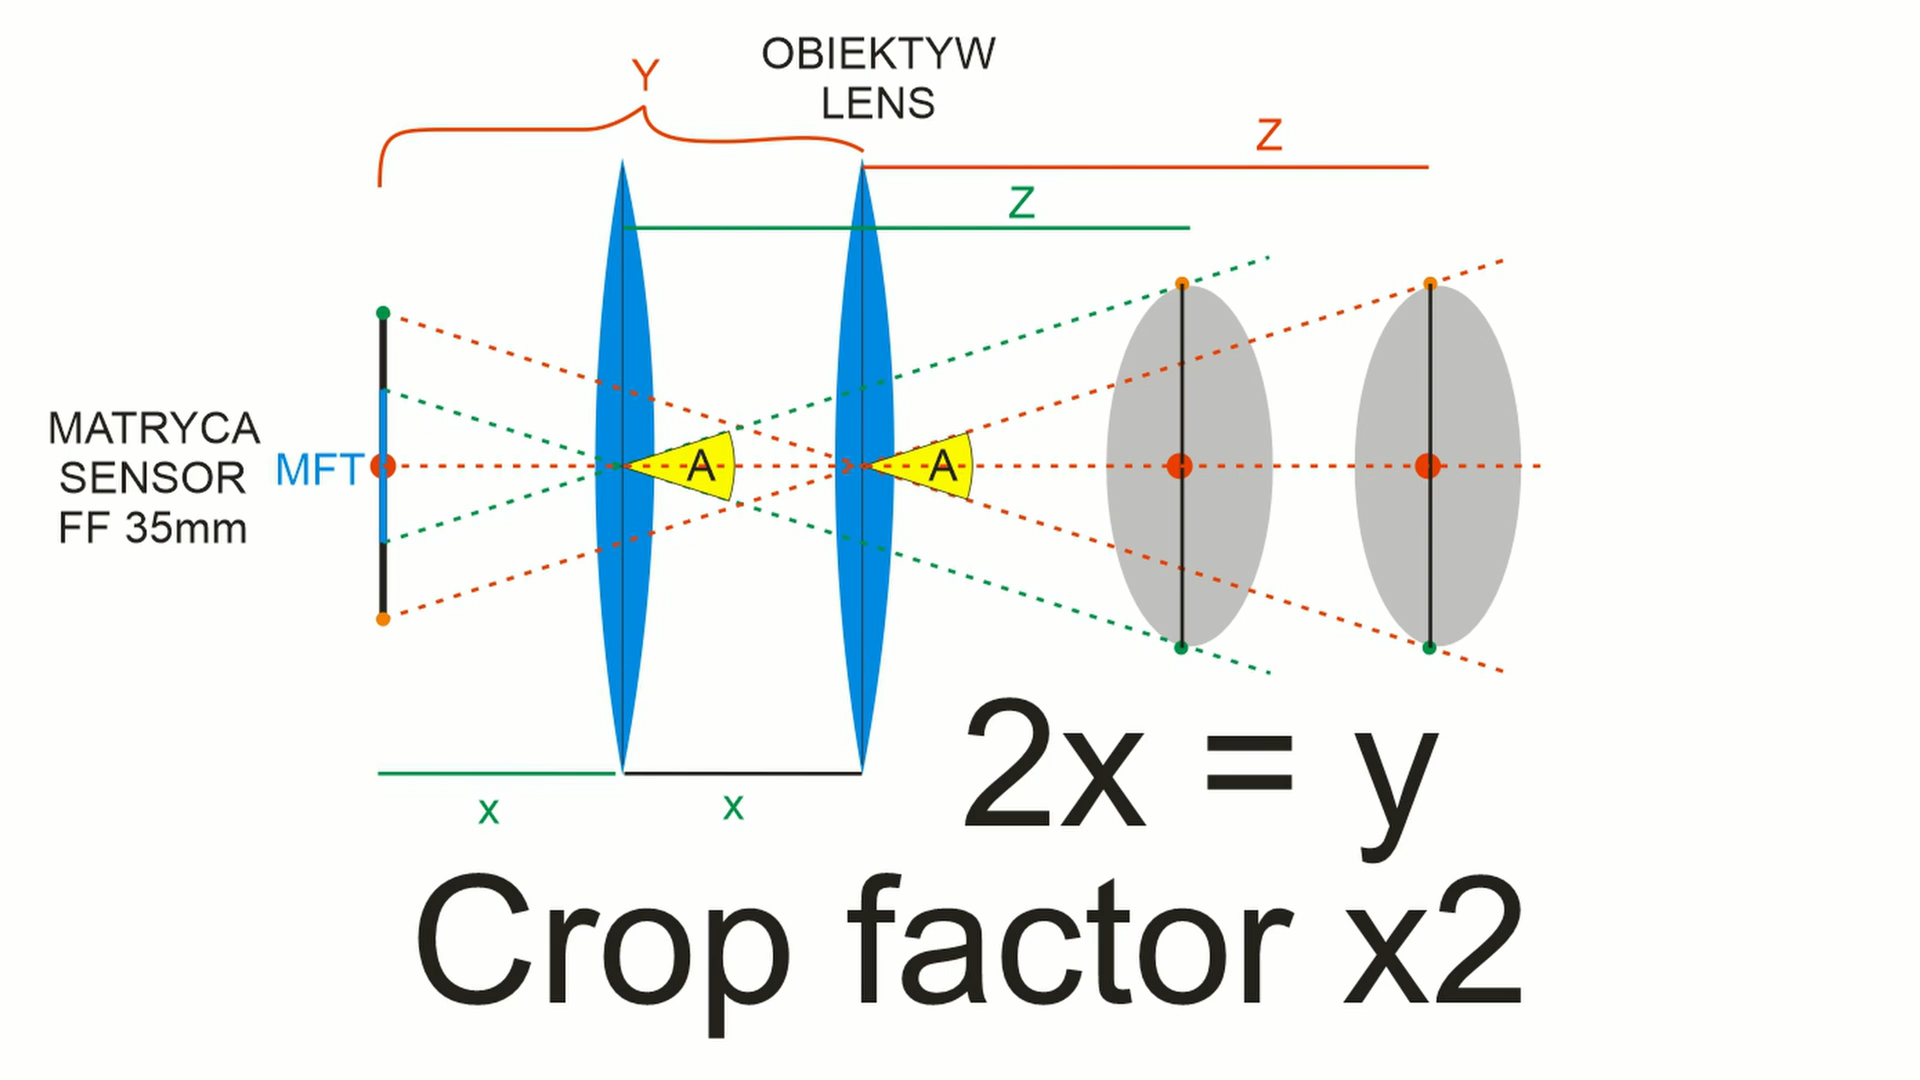 OBIEKTYW
LENS
Y
Z
Z
MATRYCA
SENSOR
FF 35mm
MFT
A
A
x
x
2x = y
Crop factor x2